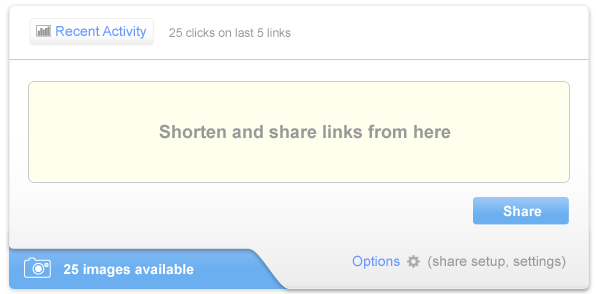 Recent Activity 25 clicks on last 5 links
Shorten and share links from here
Share
25 images available
Options (share setup, settings)